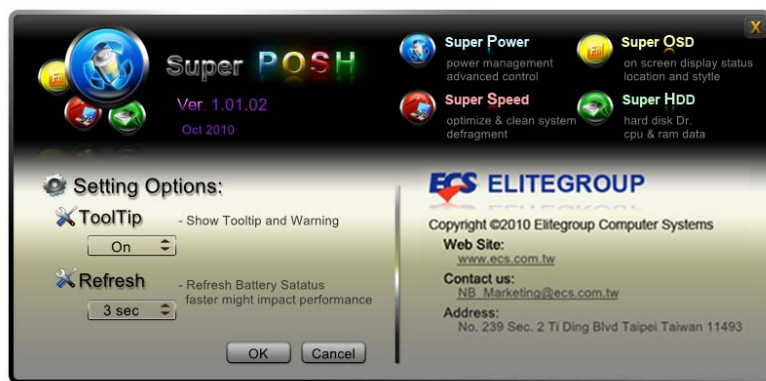 Super POSH
Ver. 1.01.02
Oct 2010
Super Power
power management
advanced control
Super OSD
on screen display status
location and stytle
Super Speed
optimize & clean system
defragment
Super HDD
hard disk Dr.
cpu & ram data
X
Setting Options:
ToolTip - Show Tooltip and Warning
On
Refresh - Refresh Battery Satatus
faster might impact performance
3 sec
OK Cancel
ECS ELITEGROUP
Copyright ©2010 Elitegroup Computer Systems
Web Site:
www.ecs.com.tw
Contact us:
NB_Marketing@ecs.com.tw
Address:
No. 239 Sec. 2 Ti Ding Blvd Taipei Taiwan 11493